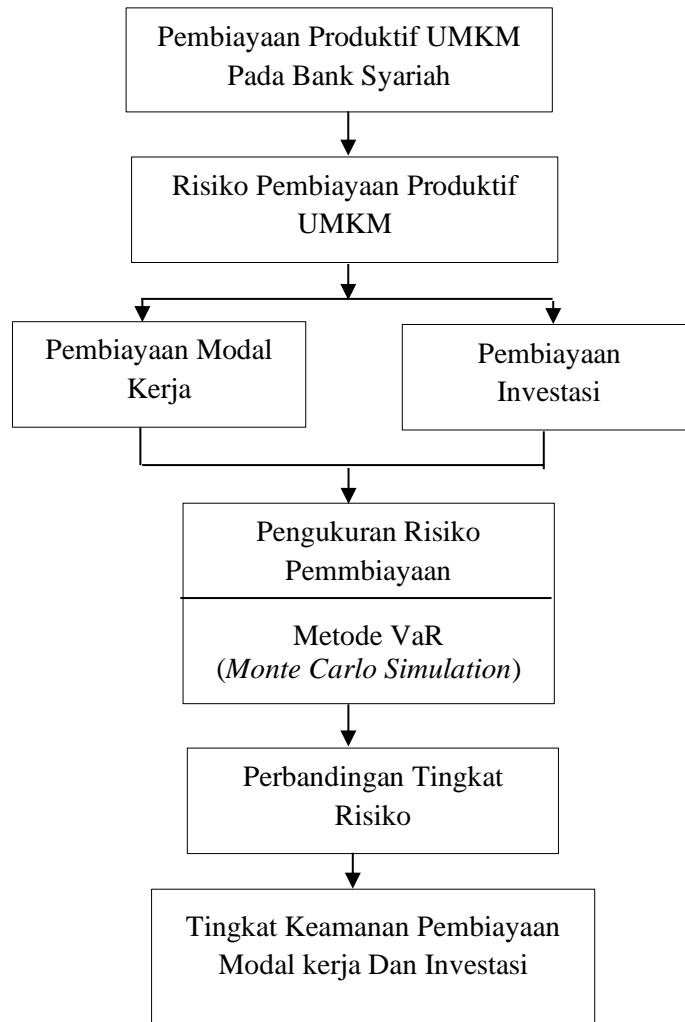 Pembiayaan Produktif UMKM
Pada Bank Syariah
Risiko Pembiayaan Produktif
UMKM
Pembiayaan Modal
Kerja
Pembiayaan
Investasi
Pengukuran Risiko
Pemmbiayaan
Metode VaR
(Monte Carlo Simulation)
Perbandingan Tingkat
Risiko
Tingkat Keamanan Pembiayaan
Modal kerja Dan Investasi